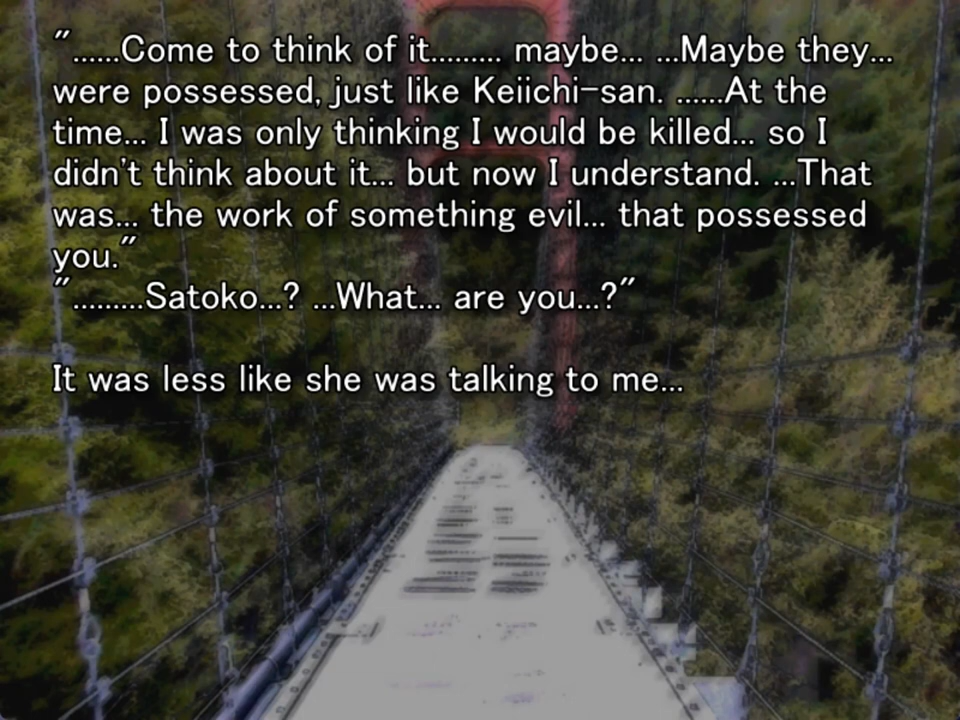 "......Come to think of it......... maybe... ...Maybe they...
were possessed, just like Keiichi-san. ......At the
time... I was only thinking I would be killed... so I
didn't think about it... but now I understand. ...That
was... the work of something evil... that possessed
you."
".........Satoko...? ...What... are you...?"
It was less like she was talking to me...